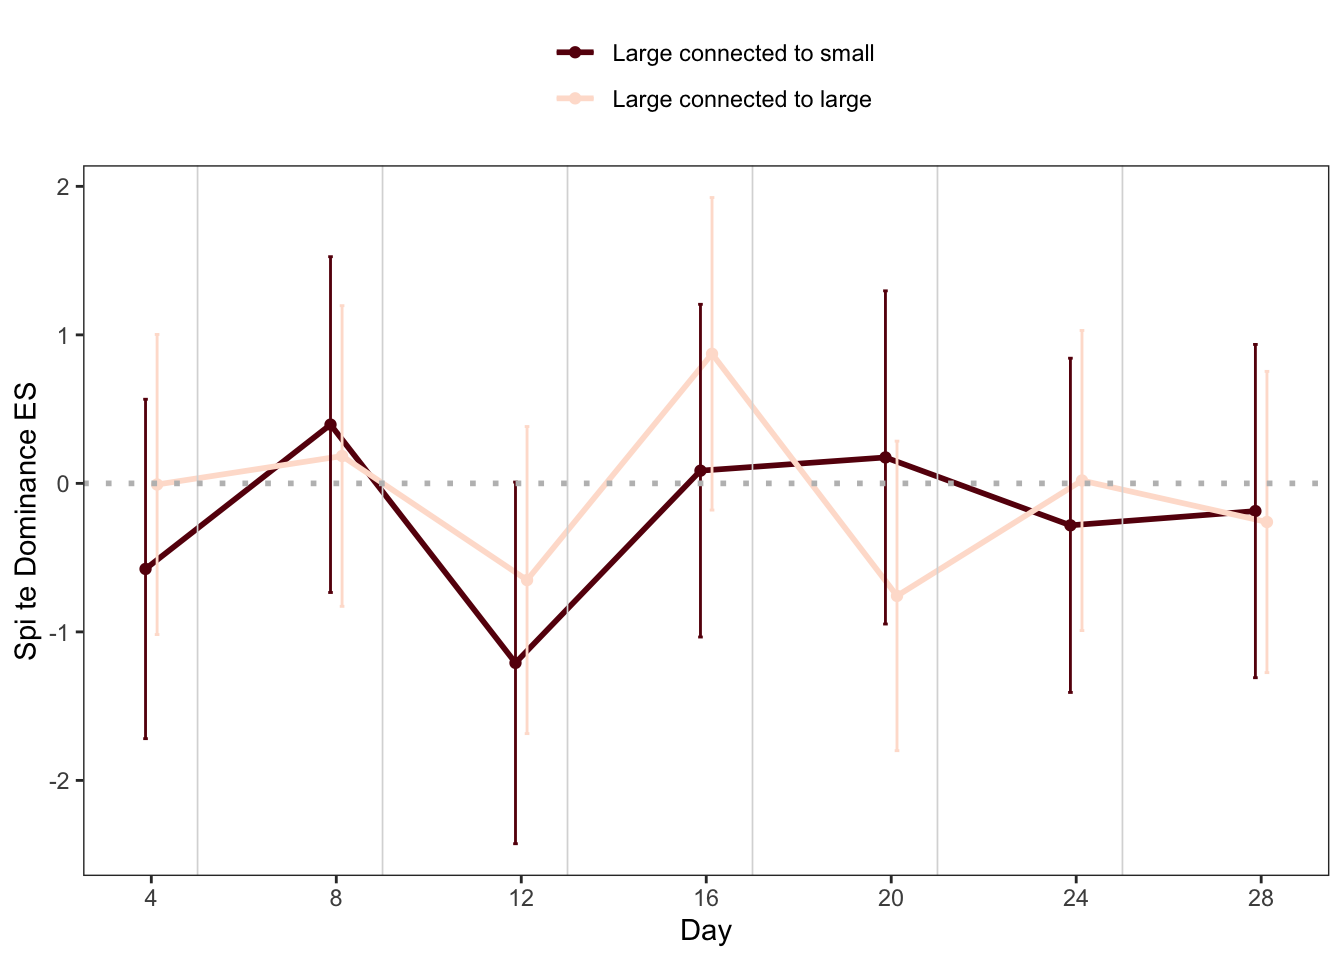 Large connected to small
Large connected to large
Spi te Dominance ES
2
1
0
-1
-2
4 8 12 16 20 24 28
Day